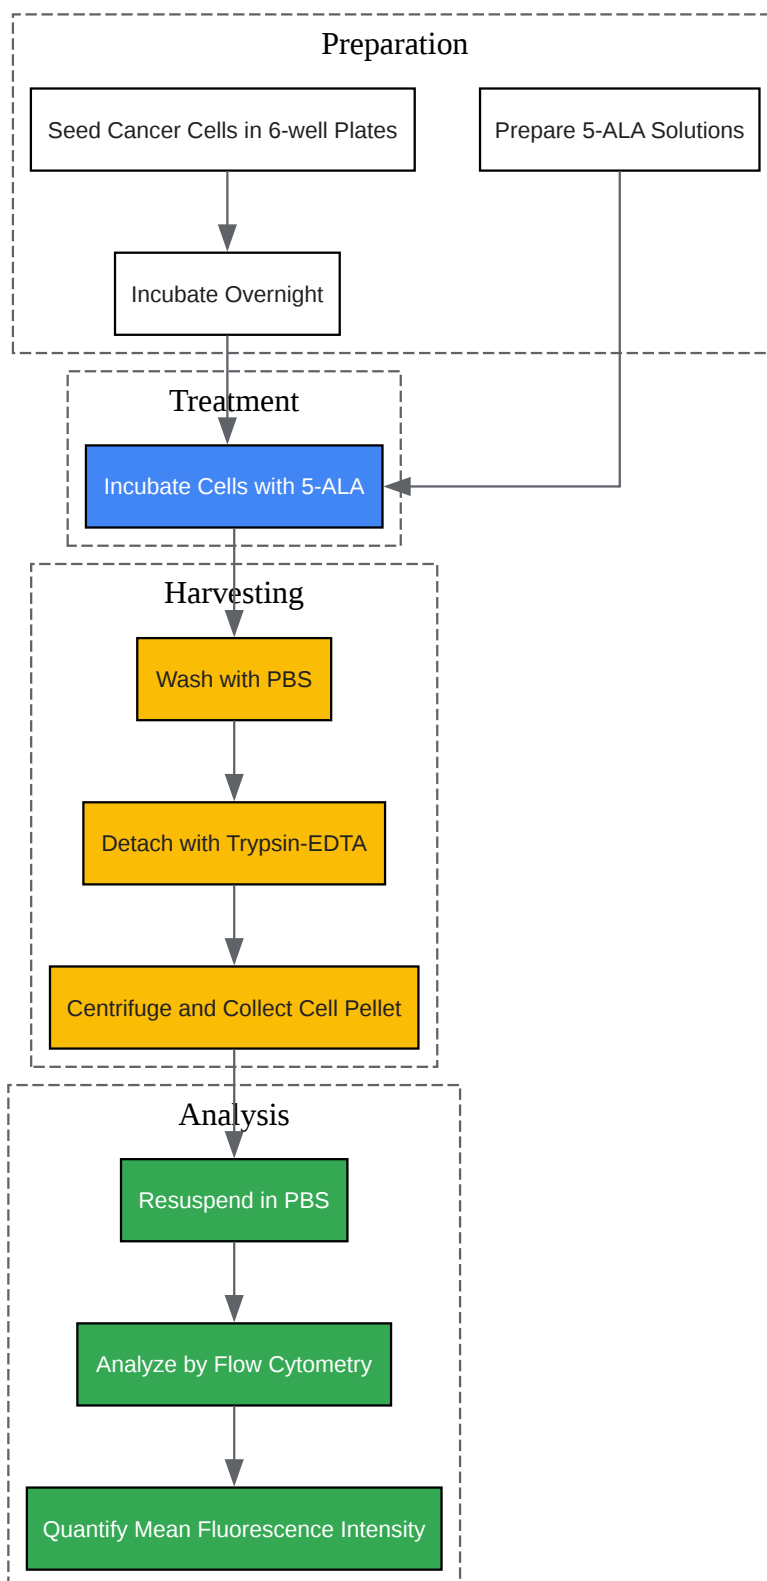 Preparation
Seed Cancer Cells in 6-well Plates
Prepare 5-ALA Solutions
Incubate Overnight
Treatment
Incubate Cells with 5-ALA
Harvesting
Wash with PBS
Detach with Trypsin-EDTA
Centrifuge and Collect Cell Pellet
Analysis
Resuspend in PBS
Analyze by Flow Cytometry
Quantify Mean Fluorescence Intensity